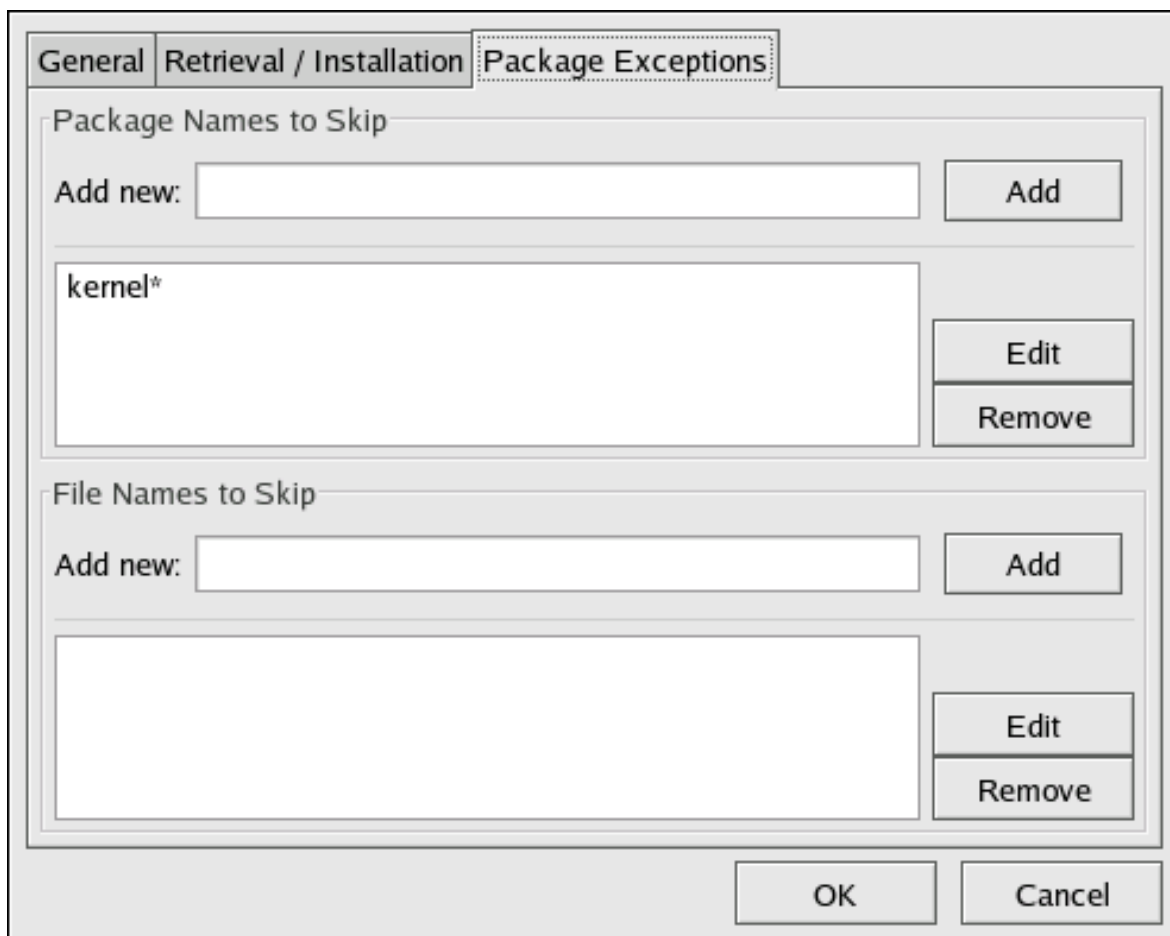 General Retrieval / Installation Package Exceptions
Package Names to Skip
Add new: Add
kernel*
Edit
Remove
File Names to Skip
Add new: Add
Edit
Remove
OK Cancel